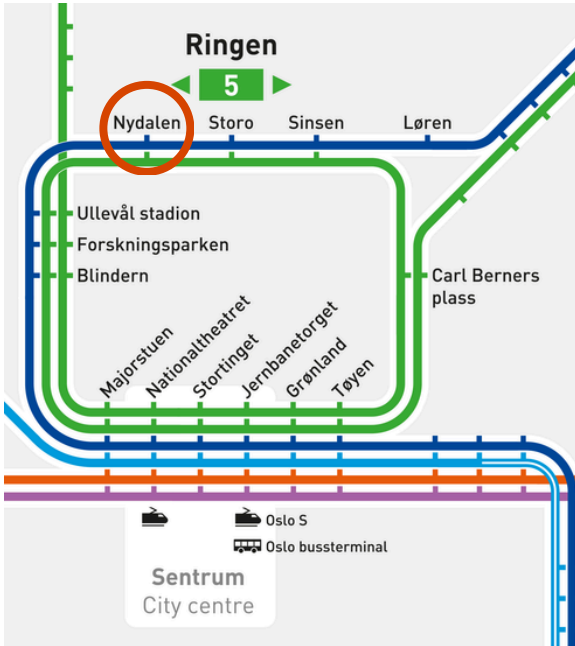 Ringen
5
Nydalen
Storo
Sinsen
Løren
Ullevål stadion
Forskningsparken
Blindern
Carl Berners
plass
Majorstuen
Nationaltheatret
Stortinget
Jernbanetorget
Grønland
Tøyen
Oslo S
Oslo bussterminal
Sentrum
City centre